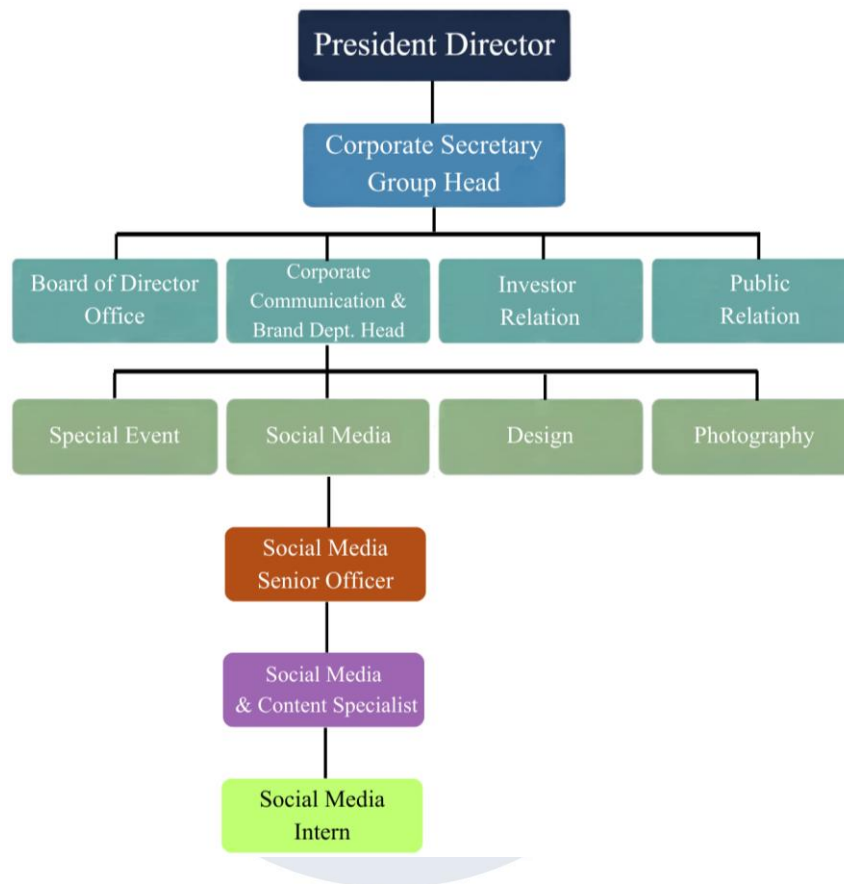 President Director
Corporate Secretary
Group Head
Board of Director
Office
Corporate
Communication &
Brand Dept. Head
Investor
Relation
Public
Relation
Special Event
Social Media
Design
Photography
Social Media
Senior Officer
Social Media
& Content Specialist
Social Media
Intern